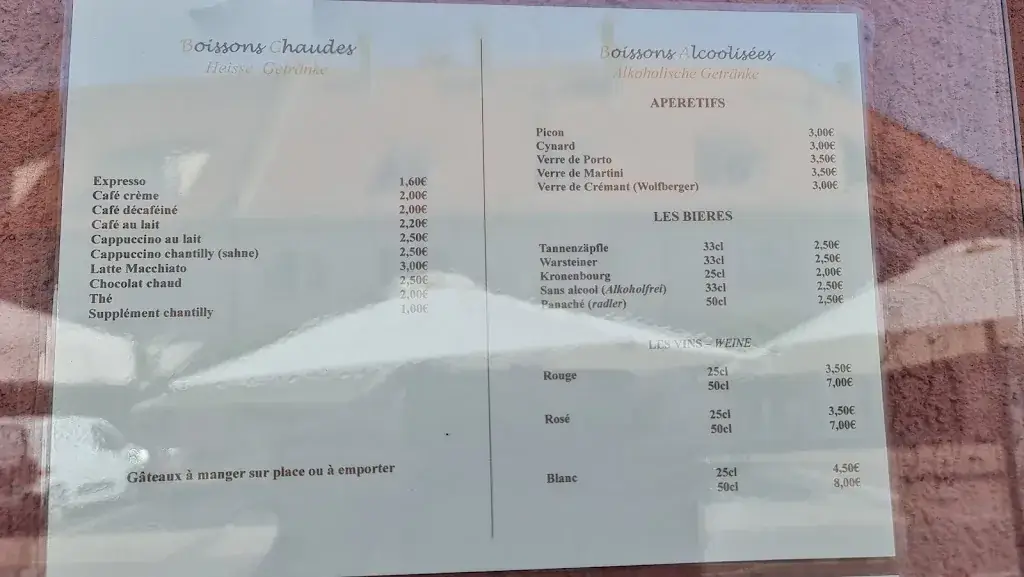 Boissons Chaudes
Heisse Getränke
Expresso 1,60€
Café crème 2,00€
Café décaféiné 2,00€
Café au lait 2,20€
Cappuccino au lait 2,50€
Cappuccino chantilly (sahne) 2,50€
Latte Macchiato 3,00€
Chocolat chaud 2,50€
Thé 2,00€
Supplément chantilly 1,00€
Gâteaux à manger sur place ou à emporter
Boissons Alcoolisées
Alkoholische Getränke
APERETIFS
Picon 3,00€
Cynard 3,00€
Verre de Porto 3,50€
Verre de Martini 3,50€
Verre de Crémant (Wolfberger) 3,00€
LES BIERES
Tannenzäpfle 33cl 2,50€
Warsteiner 33cl 2,50€
Kronenbourg 25cl 2,00€
Sans alcool (Alkoholfrei) 33cl 2,50€
Panaché (radler) 50cl 2,50€
LES VINS – WEINE
Rouge 25cl 3,50€
50cl 7,00€
Rosé 25cl 3,50€
50cl 7,00€
Blanc 25cl 4,50€
50cl 8,00€